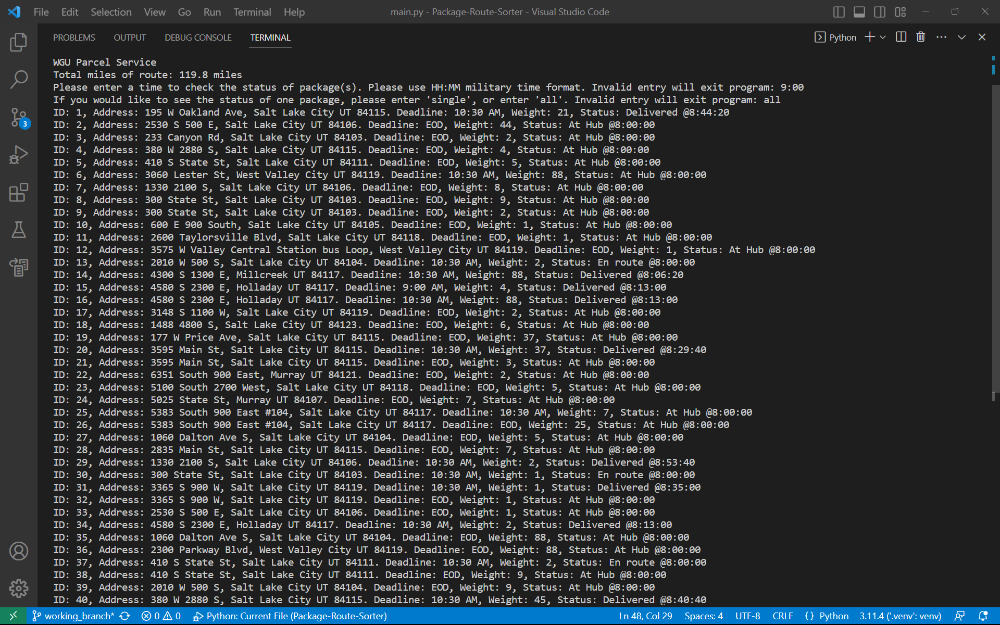 File Edit Selection View Go Run Terminal Help main.py - Package-Route-Sorter - Visual Studio Code
PROBLEMS OUTPUT DEBUG CONSOLE TERMINAL Python
WGU Parcel Service
Total miles of route: 119.8 miles
Please enter a time to check the status of package(s). Please use HH:MM military time format. Invalid entry will exit program: 9:00
If you would like to see the status of one package, please enter 'single', or enter 'all'. Invalid entry will exit program: all
ID: 1, Address: 195 W Oakland Ave, Salt Lake City UT 84115. Deadline: 10:30 AM, Weight: 21, Status: Delivered @8:44:20
ID: 2, Address: 2530 S 500 E, Salt Lake City UT 84106. Deadline: EOD, Weight: 44, Status: At Hub @8:00:00
ID: 3, Address: 233 Canyon Rd, Salt Lake City UT 84103. Deadline: EOD, Weight: 2, Status: At Hub @8:00:00
ID: 4, Address: 380 W 2880 S, Salt Lake City UT 84115. Deadline: EOD, Weight: 4, Status: At Hub @8:00:00
ID: 5, Address: 410 S State St, Salt Lake City UT 84111. Deadline: EOD, Weight: 5, Status: At Hub @8:00:00
ID: 6, Address: 3060 Lester St, West Valley City UT 84119. Deadline: 10:30 AM, Weight: 88, Status: At Hub @8:00:00
ID: 7, Address: 1330 2100 S, Salt Lake City UT 84106. Deadline: EOD, Weight: 8, Status: At Hub @8:00:00
ID: 8, Address: 300 State St, Salt Lake City UT 84103. Deadline: EOD, Weight: 9, Status: At Hub @8:00:00
ID: 9, Address: 300 State St, Salt Lake City UT 84103. Deadline: EOD, Weight: 2, Status: At Hub @8:00:00
ID: 10, Address: 600 E 900 South, Salt Lake City UT 84105. Deadline: EOD, Weight: 1, Status: At Hub @8:00:00
ID: 11, Address: 2600 Taylorsville Blvd, Salt Lake City UT 84118. Deadline: EOD, Weight: 1, Status: At Hub @8:00:00
ID: 12, Address: 3575 W Valley Central Station bus Loop, West Valley City UT 84119. Deadline: EOD, Weight: 1, Status: At Hub @8:00:00
ID: 13, Address: 2010 W 500 S, Salt Lake City UT 84104. Deadline: 10:30 AM, Weight: 2, Status: En route @8:00:00
ID: 14, Address: 4300 S 1300 E, Millcreek UT 84117. Deadline: 10:30 AM, Weight: 88, Status: Delivered @8:06:20
ID: 15, Address: 4580 S 2300 E, Holladay UT 84117. Deadline: 9:00 AM, Weight: 4, Status: Delivered @8:13:00
ID: 16, Address: 4580 S 2300 E, Holladay UT 84117. Deadline: 10:30 AM, Weight: 88, Status: Delivered @8:13:00
ID: 17, Address: 3148 S 1100 W, Salt Lake City UT 84119. Deadline: EOD, Weight: 2, Status: At Hub @8:00:00
ID: 18, Address: 1488 4800 S, Salt Lake City UT 84123. Deadline: EOD, Weight: 6, Status: At Hub @8:00:00
ID: 19, Address: 177 W Price Ave, Salt Lake City UT 84115. Deadline: EOD, Weight: 37, Status: At Hub @8:00:00
ID: 20, Address: 3595 Main St, Salt Lake City UT 84115. Deadline: 10:30 AM, Weight: 37, Status: Delivered @8:29:40
ID: 21, Address: 3595 Main St, Salt Lake City UT 84115. Deadline: EOD, Weight: 3, Status: At Hub @8:00:00
ID: 22, Address: 6351 South 900 East, Murray UT 84121. Deadline: EOD, Weight: 2, Status: At Hub @8:00:00
ID: 23, Address: 5100 South 2700 West, Salt Lake City UT 84118. Deadline: EOD, Weight: 5, Status: At Hub @8:00:00
ID: 24, Address: 5025 State St, Murray UT 84107. Deadline: EOD, Weight: 7, Status: At Hub @8:00:00
ID: 25, Address: 5383 South 900 East #104, Salt Lake City UT 84117. Deadline: 10:30 AM, Weight: 7, Status: At Hub @8:00:00
ID: 26, Address: 5383 South 900 East #104, Salt Lake City UT 84117. Deadline: EOD, Weight: 25, Status: At Hub @8:00:00
ID: 27, Address: 1060 Dalton Ave S, Salt Lake City UT 84104. Deadline: EOD, Weight: 5, Status: At Hub @8:00:00
ID: 28, Address: 2835 Main St, Salt Lake City UT 84115. Deadline: EOD, Weight: 7, Status: At Hub @8:00:00
ID: 29, Address: 1330 2100 S, Salt Lake City UT 84106. Deadline: 10:30 AM, Weight: 2, Status: Delivered @8:53:40
ID: 30, Address: 300 State St, Salt Lake City UT 84103. Deadline: 10:30 AM, Weight: 1, Status: En route @8:00:00
ID: 31, Address: 3365 S 900 W, Salt Lake City UT 84119. Deadline: 10:30 AM, Weight: 1, Status: Delivered @8:35:00
ID: 32, Address: 3365 S 900 W, Salt Lake City UT 84119. Deadline: EOD, Weight: 1, Status: At Hub @8:00:00
ID: 33, Address: 2530 S 500 E, Salt Lake City UT 84106. Deadline: EOD, Weight: 1, Status: At Hub @8:00:00
ID: 34, Address: 4580 S 2300 E, Holladay UT 84117. Deadline: 10:30 AM, Weight: 2, Status: Delivered @8:13:00
ID: 35, Address: 1060 Dalton Ave S, Salt Lake City UT 84104. Deadline: EOD, Weight: 88, Status: At Hub @8:00:00
ID: 36, Address: 2300 Parkway Blvd, West Valley City UT 84119. Deadline: EOD, Weight: 88, Status: At Hub @8:00:00
ID: 37, Address: 410 S State St, Salt Lake City UT 84111. Deadline: 10:30 AM, Weight: 2, Status: En route @8:00:00
ID: 38, Address: 410 S State St, Salt Lake City UT 84111. Deadline: EOD, Weight: 9, Status: At Hub @8:00:00
ID: 39, Address: 2010 W 500 S, Salt Lake City UT 84104. Deadline: EOD, Weight: 9, Status: At Hub @8:00:00
ID: 40, Address: 380 W 2880 S, Salt Lake City UT 84115. Deadline: 10:30 AM, Weight: 45, Status: Delivered @8:40:40
3
working_branch* 0 0 Python: Current File (Package-Route-Sorter) Ln 48, Col 29 Spaces: 4 UTF-8 CRLF {} Python 3.11.4 ('.venv': venv)